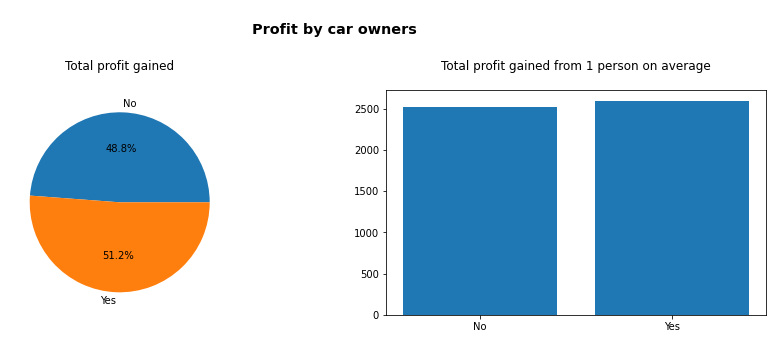 Profit by car owners
Total profit gained
No
48.8%
51.2%
Yes
Total profit gained from 1 person on average
2500
2000
1500
1000
500
0
No
Yes